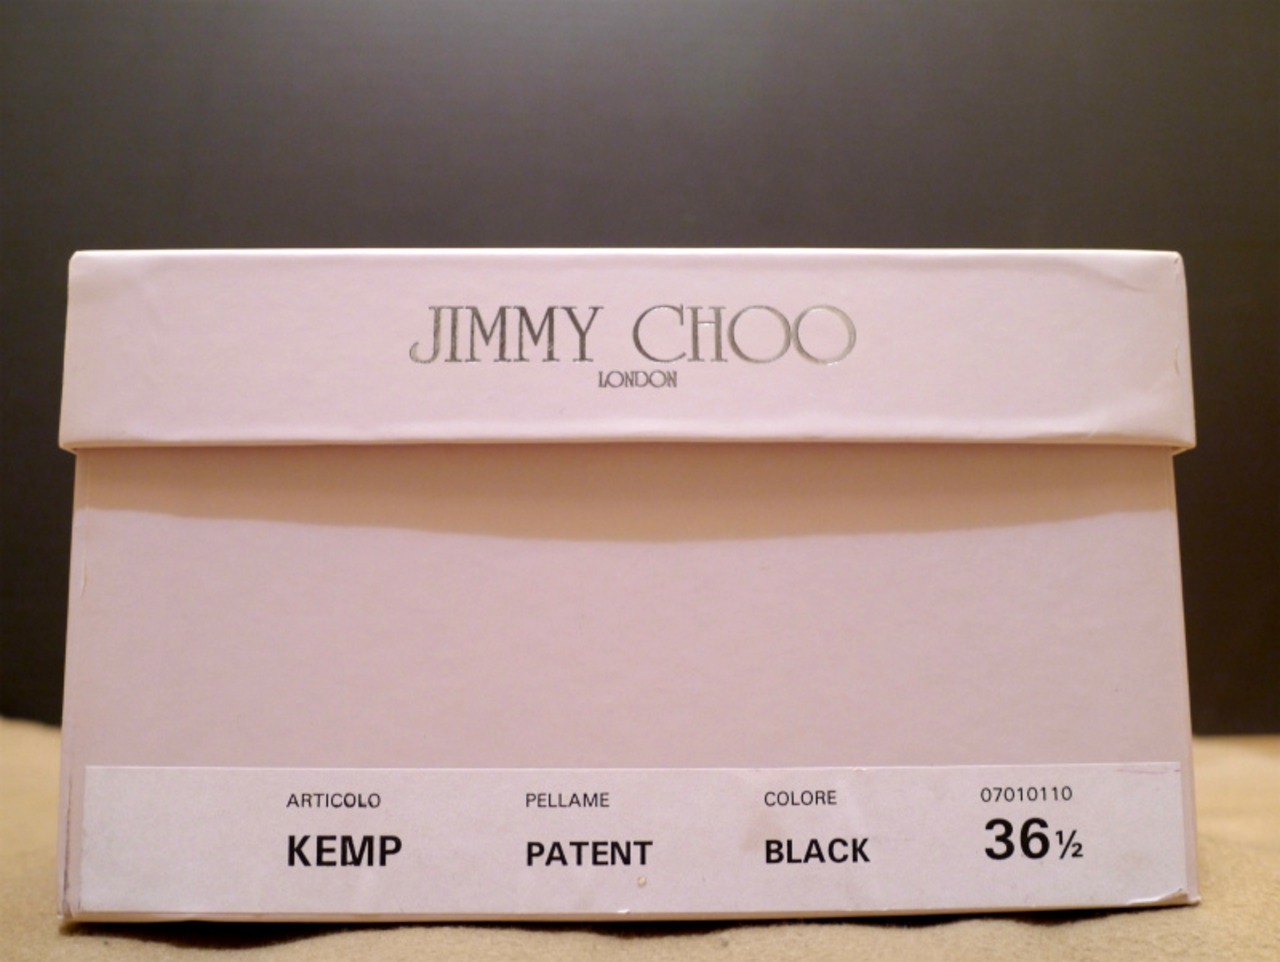 JIMMY CHOO
LONDON
ARTICOLO PELLAME COLORE 07010110
KEMP PATENT BLACK 36½